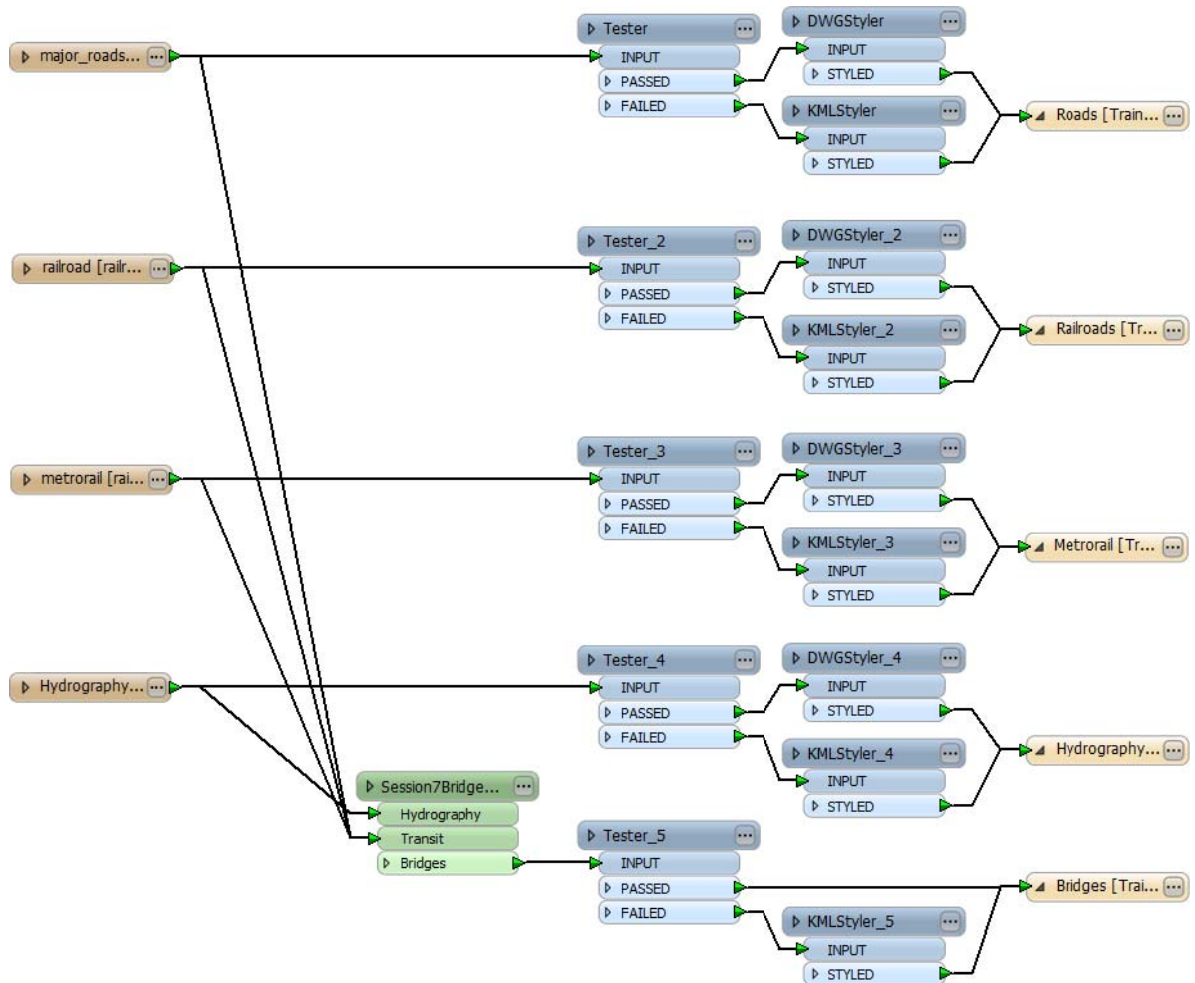 major_roads...
Tester
INPUT
PASSED
FAILED
DWGStyler
INPUT
STYLED
KMLStyler
INPUT
STYLED
Roads [Train...
railroad [railr...
Tester_2
INPUT
PASSED
FAILED
DWGStyler_2
INPUT
STYLED
KMLStyler_2
INPUT
STYLED
Railroads [Tr...
metrorail [rai...
Tester_3
INPUT
PASSED
FAILED
DWGStyler_3
INPUT
STYLED
KMLStyler_3
INPUT
STYLED
Metrorail [Tr...
Hydrography...
Tester_4
INPUT
PASSED
FAILED
DWGStyler_4
INPUT
STYLED
KMLStyler_4
INPUT
STYLED
Hydrography...
Session7Bridge...
Hydrography
Transit
Bridges
Tester_5
INPUT
PASSED
FAILED
KMLStyler_5
INPUT
STYLED
Bridges [Trai...